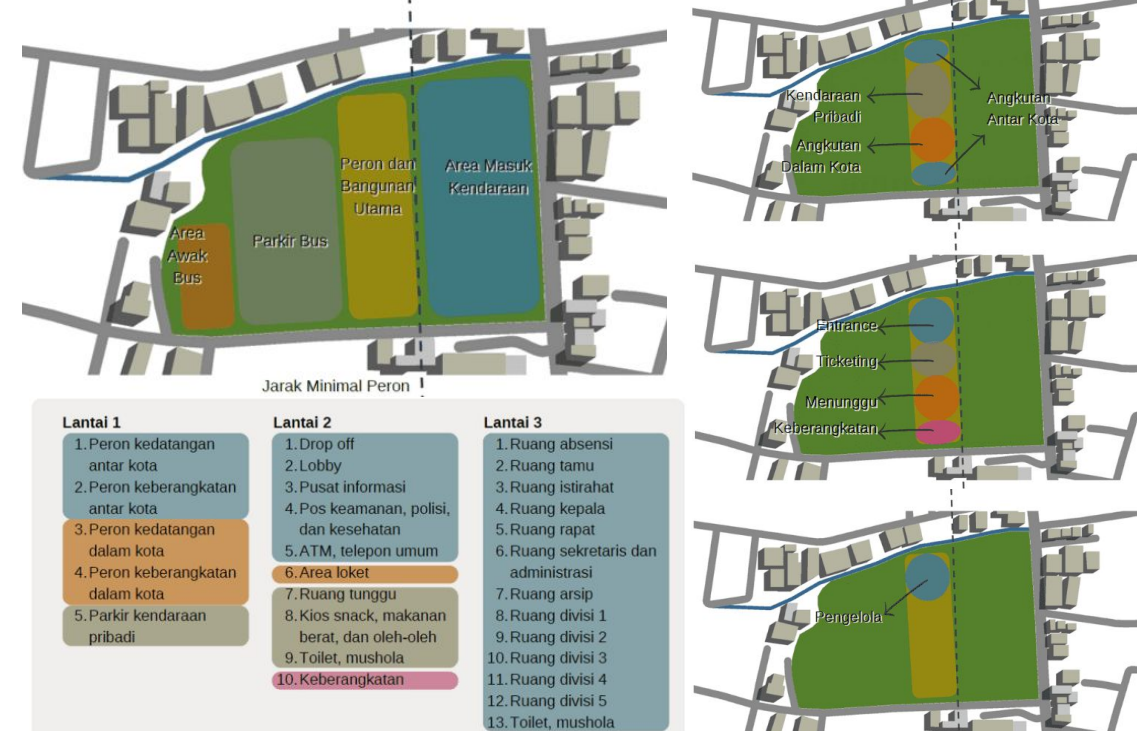 Peron dan
Bangunan
Utama
Area Masuk
Kendaraan
Parkir Bus
Area
Awak
Bus
Jarak Minimal Peron
Lantai 1
1. Peron kedatangan
antar kota
2. Peron keberangkatan
antar kota
3. Peron kedatangan
dalam kota
4. Peron keberangkatan
dalam kota
5. Parkir kendaraan
pribadi
Lantai 2
1. Drop off
2. Lobby
3. Pusat informasi
4. Pos keamanan, polisi,
dan kesehatan
5. ATM, telepon umum
6. Area loket
7. Ruang tunggu
8. Kios snack, makanan
berat, dan oleh-oleh
9. Toilet, mushola
10. Keberangkatan
Lantai 3
1. Ruang absensi
2. Ruang tamu
3. Ruang istirahat
4. Ruang kepala
5. Ruang rapat
6. Ruang sekretaris dan
administrasi
7. Ruang arsip
8. Ruang divisi 1
9. Ruang divisi 2
10. Ruang divisi 3
11. Ruang divisi 4
12. Ruang divisi 5
13. Toilet, mushola
Kendaraan
Pribadi
Angkutan
Dalam Kota
Angkutan
Antar Kota
Entrance
Ticketing
Menunggu
Keberangkatan
Pengelola